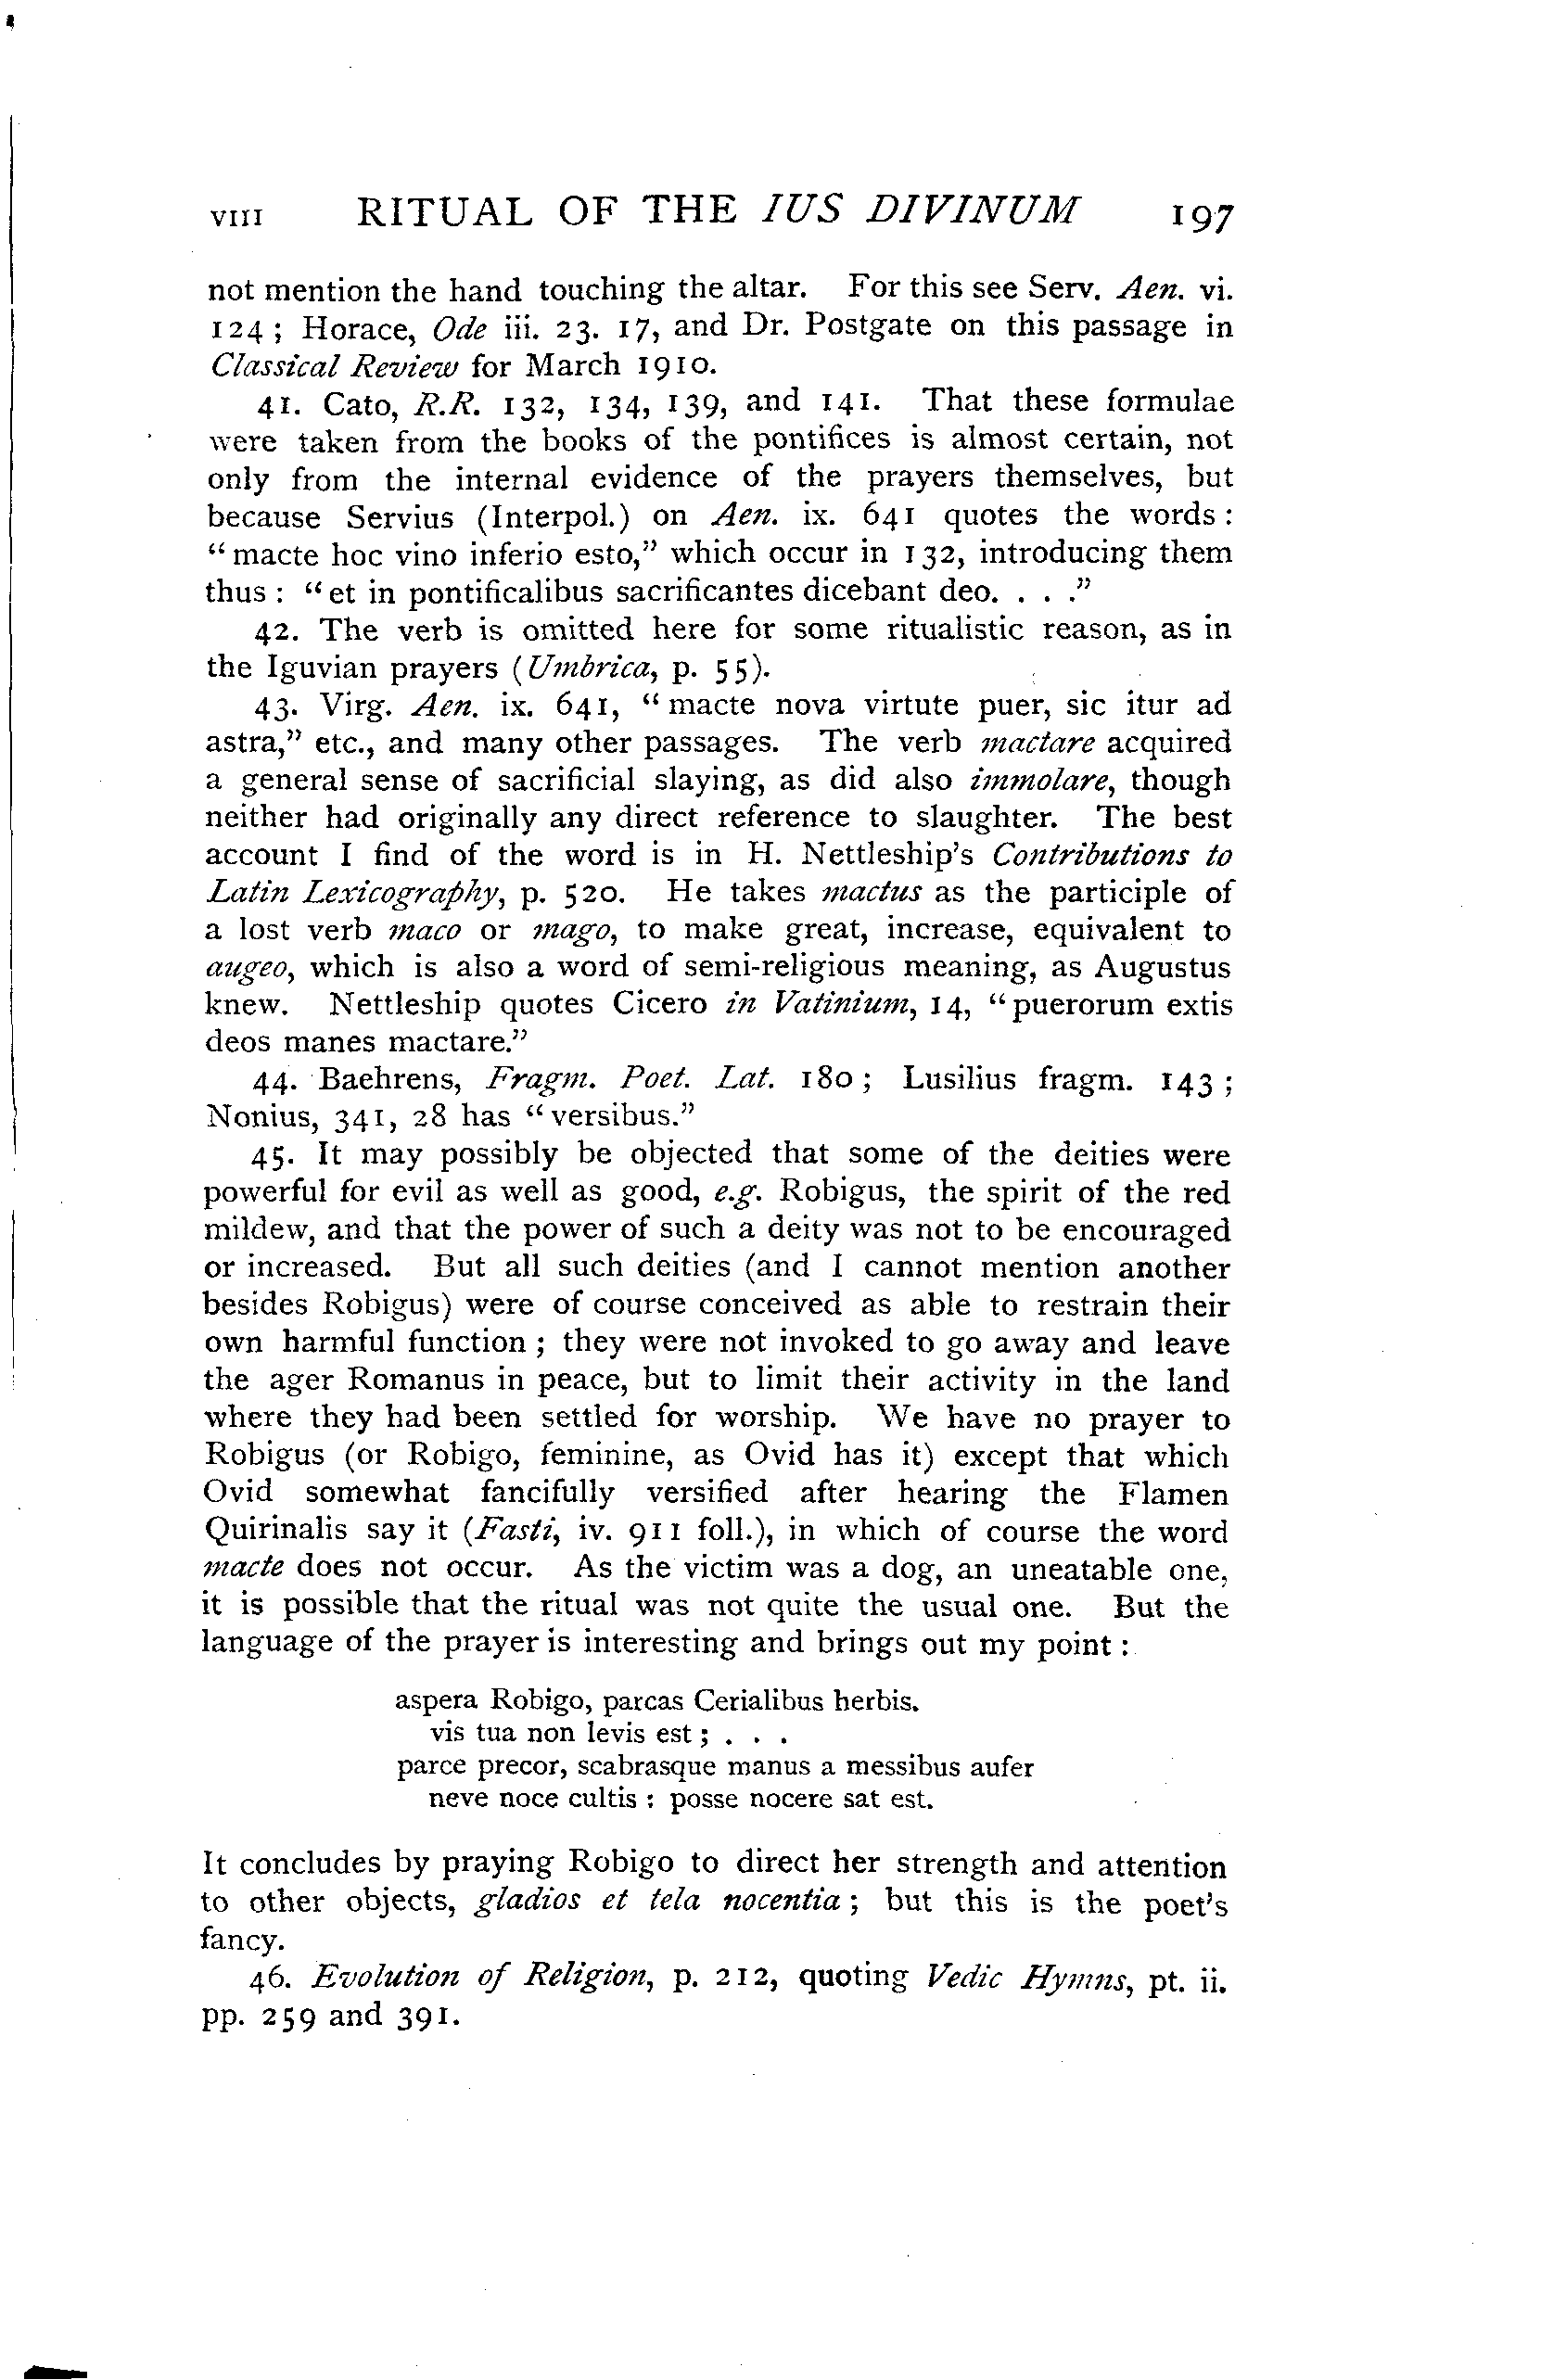 VIII RITUAL OF THE IUS DIVINUM 197
not mention the hand touching the altar. For this see Serv. Aen. vi.
124 ; Horace, Ode iii. 23. 17, and Dr. Postgate on this passage in
Classical Review for March 1910.
41. Cato, R.R. 132, 134, 139, and 141. That these formulae
were taken from the books of the pontifices is almost certain, not
only from the internal evidence of the prayers themselves, but
because Servius (Interpol.) on Aen. ix. 641 quotes the words :
“macte hoc vino inferio esto,” which occur in 132, introducing them
thus : “et in pontificalibus sacrificantes dicebant deo. . . .”
42. The verb is omitted here for some ritualistic reason, as in
the Iguvian prayers (Umbrica, p. 55).
43. Virg. Aen. ix. 641, “macte nova virtute puer, sic itur ad
astra,” etc., and many other passages. The verb mactare acquired
a general sense of sacrificial slaying, as did also immolare, though
neither had originally any direct reference to slaughter. The best
account I find of the word is in H. Nettleship's Contributions to
Latin Lexicography, p. 520. He takes mactus as the participle of
a lost verb maco or mago, to make great, increase, equivalent to
augeo, which is also a word of semi-religious meaning, as Augustus
knew. Nettleship quotes Cicero in Vatinium, 14, “puerorum extis
deos manes mactare.”
44. Baehrens, Fragm. Poet. Lat. 180 ; Lusilius fragm. 143 ;
Nonius, 341, 28 has “versibus.”
45. It may possibly be objected that some of the deities were
powerful for evil as well as good, e.g. Robigus, the spirit of the red
mildew, and that the power of such a deity was not to be encouraged
or increased. But all such deities (and I cannot mention another
besides Robigus) were of course conceived as able to restrain their
own harmful function ; they were not invoked to go away and leave
the ager Romanus in peace, but to limit their activity in the land
where they had been settled for worship. We have no prayer to
Robigus (or Robigo, feminine, as Ovid has it) except that which
Ovid somewhat fancifully versified after hearing the Flamen
Quirinalis say it (Fasti, iv. 911 foll.), in which of course the word
macte does not occur. As the victim was a dog, an uneatable one,
it is possible that the ritual was not quite the usual one. But the
language of the prayer is interesting and brings out my point :
aspera Robigo, parcas Cerialibus herbis.
vis tua non levis est ; . . .
parce precor, scabrasque manus a messibus aufer
neve noce cultis : posse nocere sat est.
It concludes by praying Robigo to direct her strength and attention
to other objects, gladios et tela nocentia ; but this is the poet's
fancy.
46. Evolution of Religion, p. 212, quoting Vedic Hymns, pt. ii.
pp. 259 and 391.